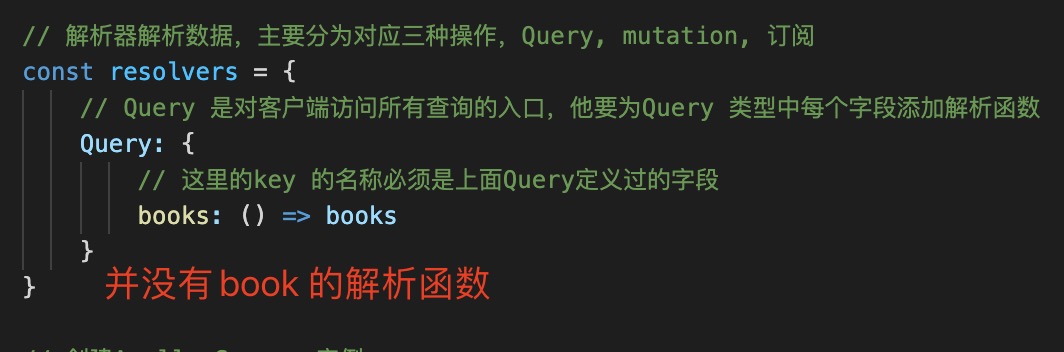 // 解析器解析数据，主要分为对应三种操作，Query, mutation, 订阅
const resolvers = {
// Query 是对客户端访问所有查询的入口，他要为Query 类型中每个字段添加解析函数
Query: {
// 这里的key 的名称必须是上面Query定义过的字段
books: () => books
}
}
并没有 book 的解析函数